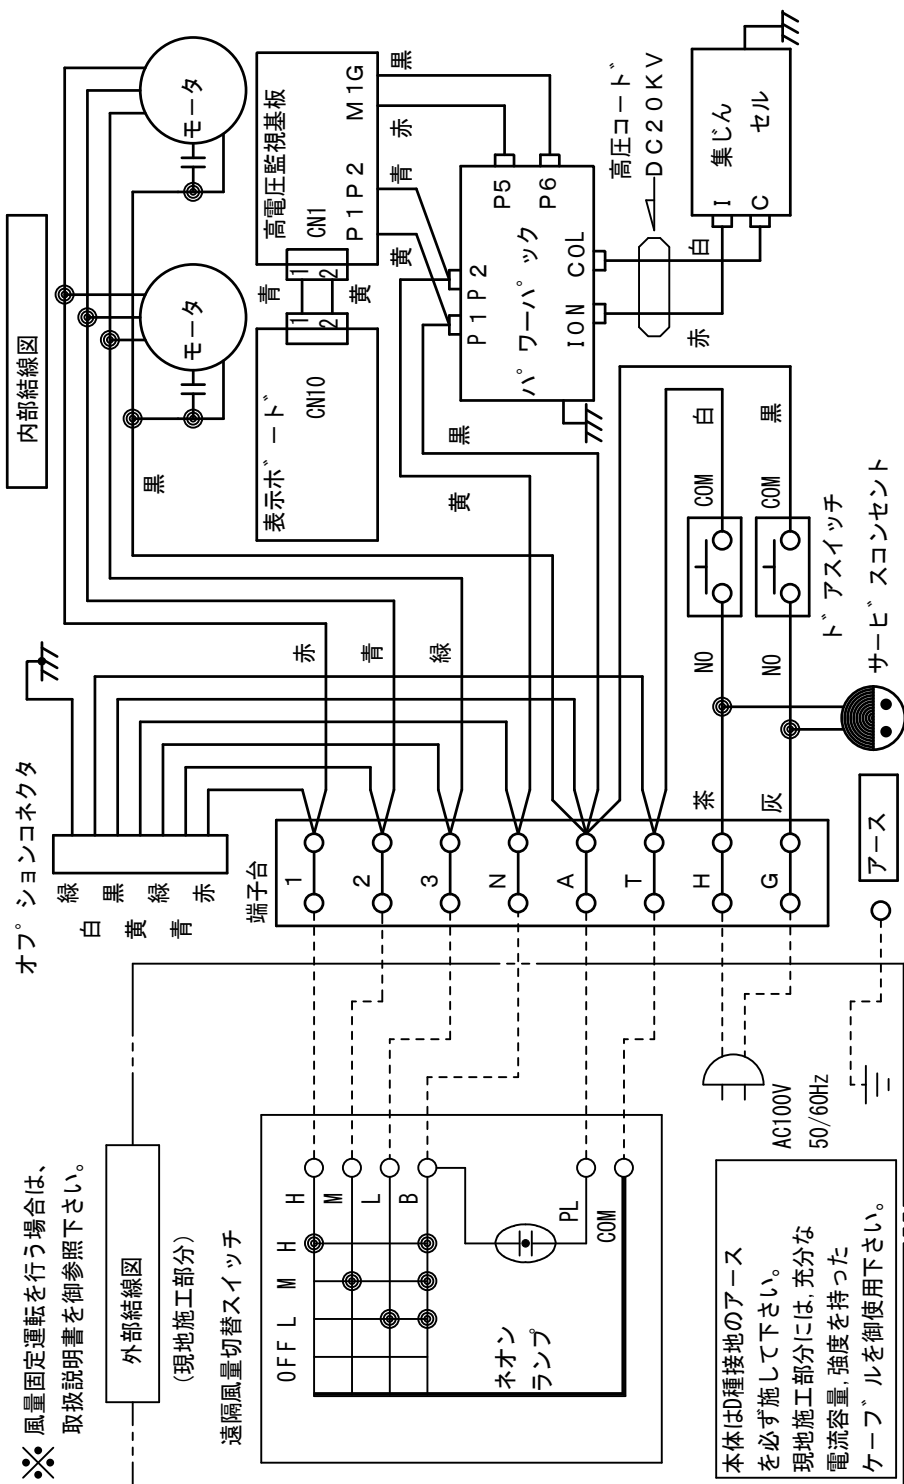 ※ 風量固定運転を行う場合は、
取扱説明書を御参照下さい。
外部結線図
(現地施工部分)
遠隔風量切替スイッチ
OFF L M H
H
M
L
B
PL
COM
ネオン
ランプ
AC100V
50/60Hz
本体はD種接地のアース
を必ず施して下さい。
現地施工部分には,充分な
電流容量,強度を持った
ケーブルを御使用下さい。
オプションコネクタ
緑
白
黒
黄
緑
青
赤
端子台
1
2
3
N
A
T
H
G
アース
内部結線図
赤
青
緑
黒
モータ
モータ
表示ボード
CN10
1
2
青
黄
1
2
CN1
高電圧監視基板
P1P2
M1G
黄
青
赤
黒
黄
黒
パワーパック
P1P2
P5
P6
ION
COL
高圧コード
DC20KV
赤
白
集じん
セル
I
C
白
黒
COM
NO
COM
NO
ドアスイッチ
茶
灰
サービスコンセント